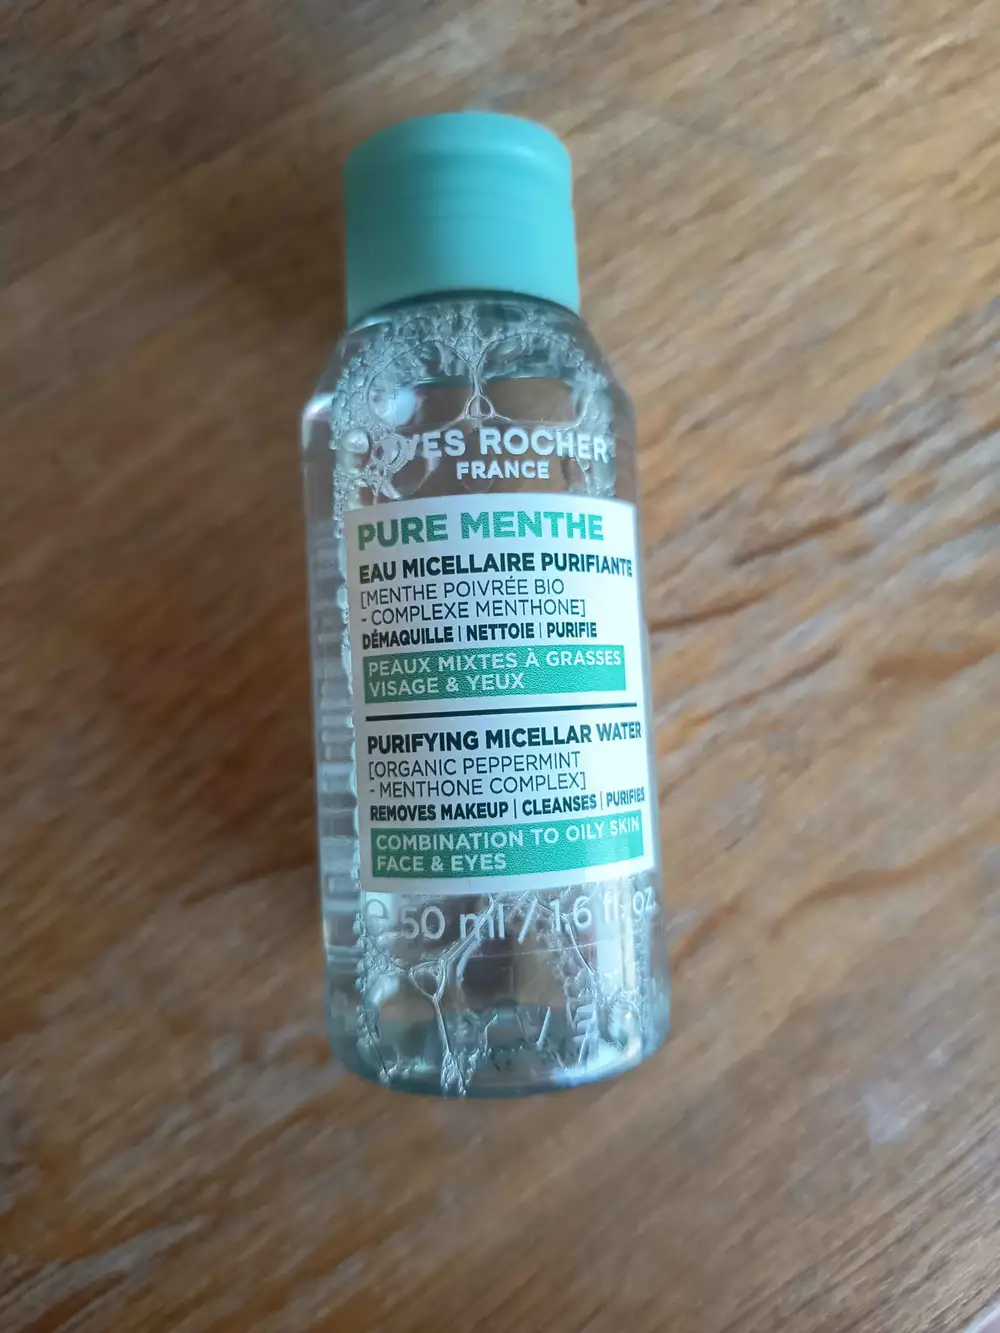 YVES ROCHER
FRANCE
PURE MENTHE
EAU MICELLAIRE PURIFIANTE
[MENTHE POIVRÉE BIO
- COMPLEXE MENTHONE]
DÉMAQUILLE | NETTOIE | PURIFIE
PEAUX MIXTES À GRASSES
VISAGE & YEUX
PURIFYING MICELLAR WATER
[ORGANIC PEPPERMINT
- MENTHONE COMPLEX]
REMOVES MAKEUP | CLEANSES | PURIFIES
COMBINATION TO OILY SKIN
FACE & EYES
℮ 50 ml / 1.6 fl. oz.